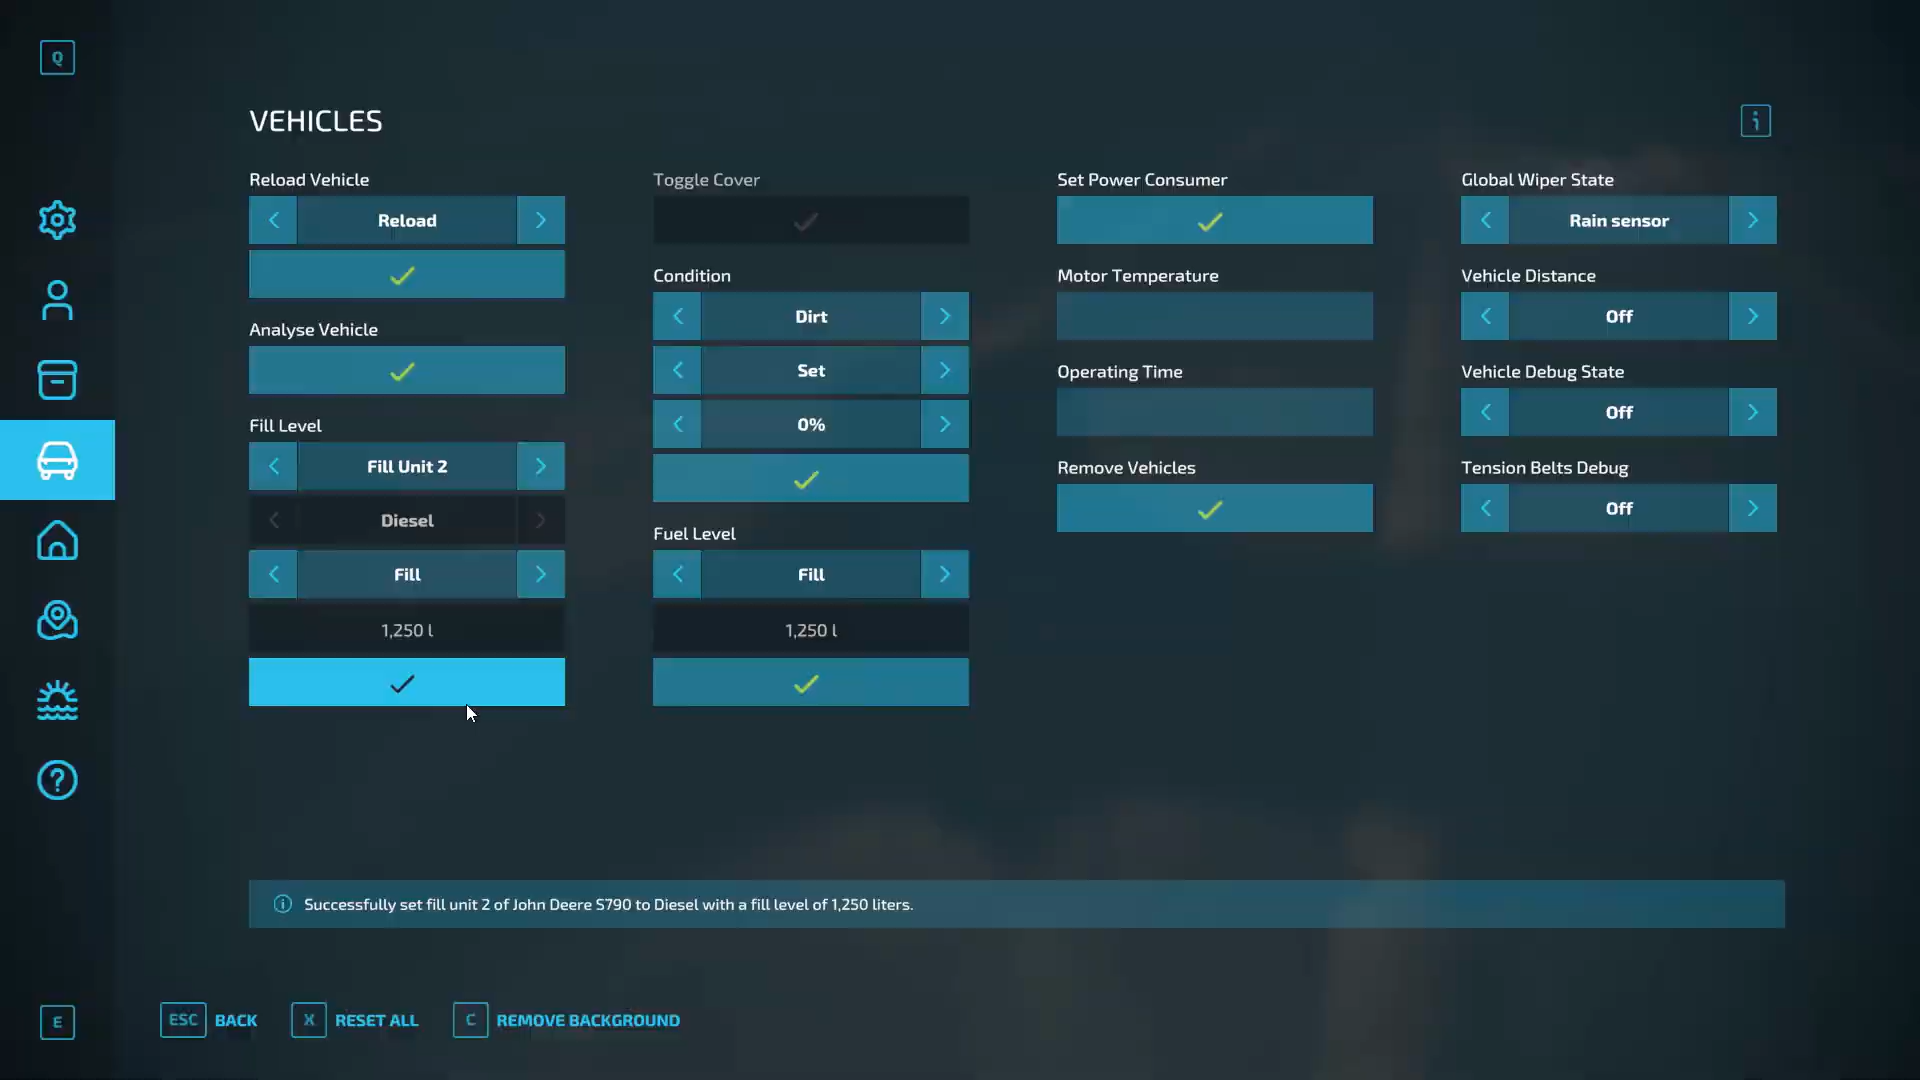 Q
VEHICLES
Reload Vehicle
Reload
Analyse Vehicle
Fill Level
Fill Unit 2
Diesel
Fill
1,250 l
Toggle Cover
Condition
Dirt
Set
0%
Fuel Level
Fill
1,250 l
Set Power Consumer
Motor Temperature
Operating Time
Remove Vehicles
Global Wiper State
Rain sensor
Vehicle Distance
Off
Vehicle Debug State
Off
Tension Belts Debug
Off
Successfully set fill unit 2 of John Deere S790 to Diesel with a fill level of 1,250 liters.
E
ESC BACK X RESET ALL C REMOVE BACKGROUND